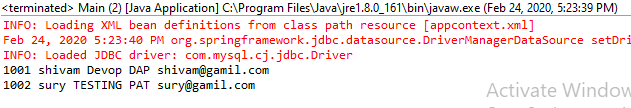 <terminated> Main (2) [Java Application] C:\Program Files\Java\jre1.8.0_161\bin\javaw.exe (Feb 24, 2020, 5:23:39 PM)
INFO: Loading XML bean definitions from class path resource [appcontext.xml]
Feb 24, 2020 5:23:40 PM org.springframework.jdbc.datasource.DriverManagerDataSource setDri
INFO: Loaded JDBC driver: com.mysql.cj.jdbc.Driver
1001 shivam Devop DAP shivam@gamil.com
1002 sury TESTING PAT sury@gamil.com
Activate Window